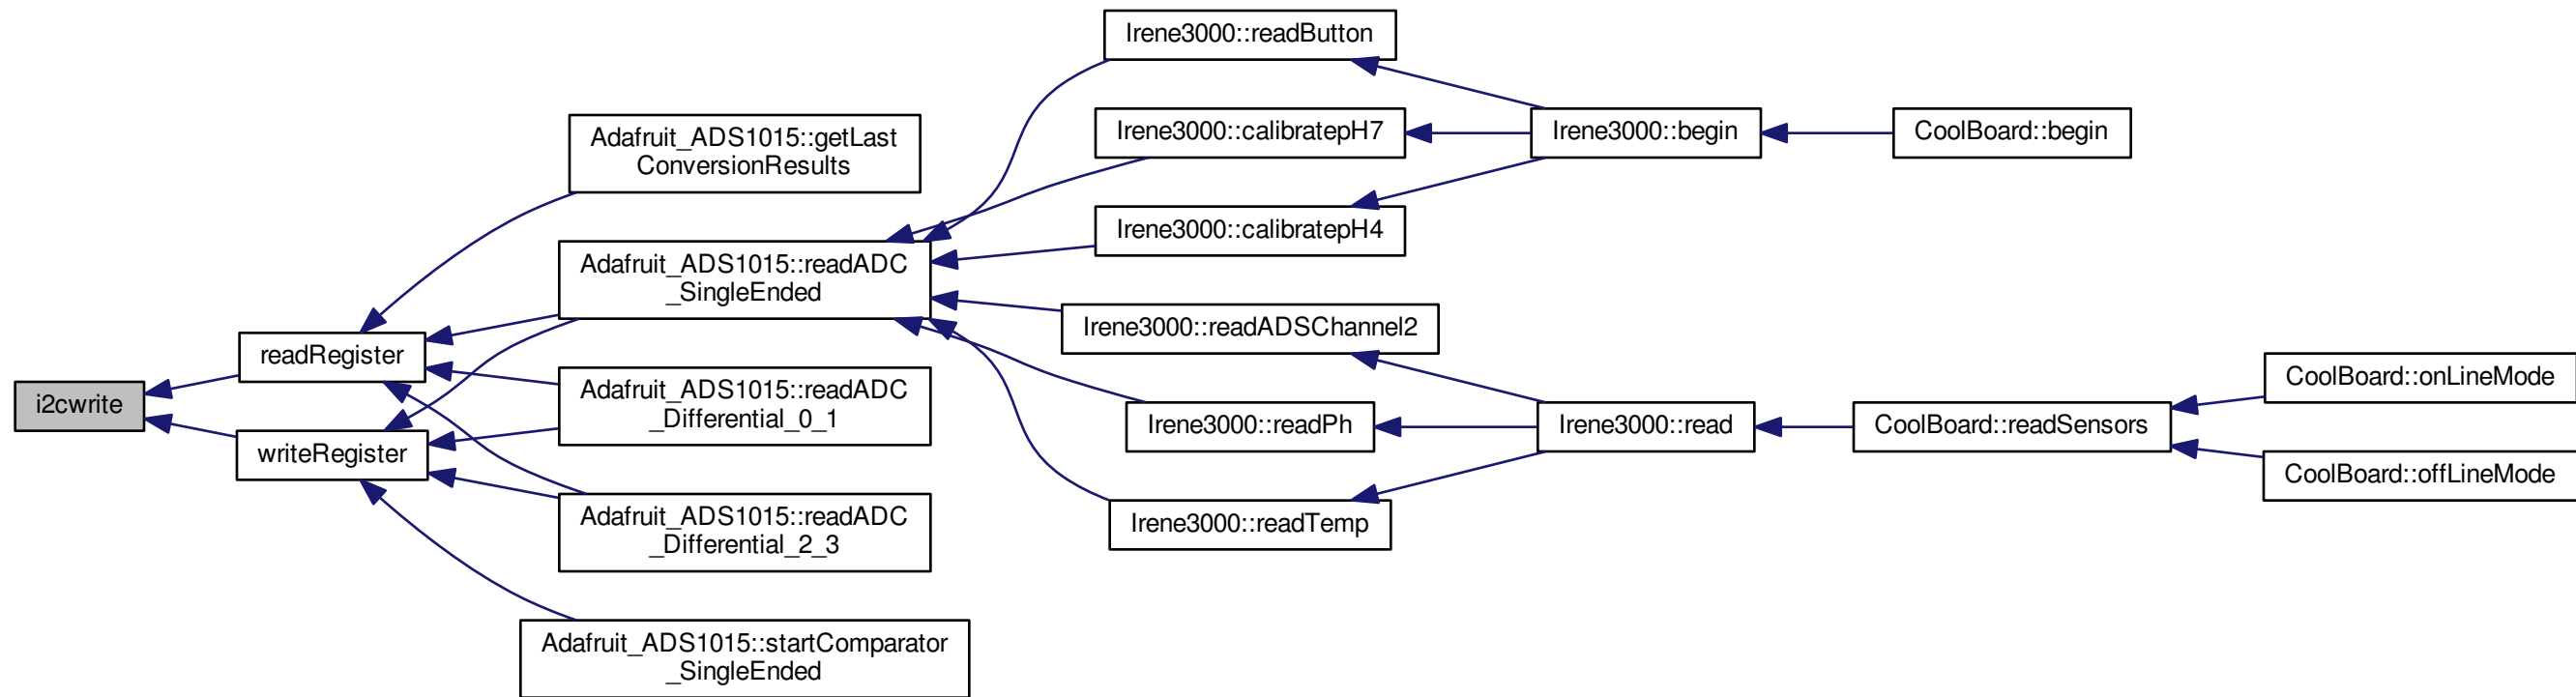 i2cwrite
readRegister
writeRegister
Adafruit_ADS1015::getLast
ConversionResults
Adafruit_ADS1015::readADC
_SingleEnded
Adafruit_ADS1015::readADC
_Differential_0_1
Adafruit_ADS1015::readADC
_Differential_2_3
Adafruit_ADS1015::startComparator
_SingleEnded
Irene3000::readButton
Irene3000::calibratepH7
Irene3000::calibratepH4
Irene3000::readADSChannel2
Irene3000::readPh
Irene3000::readTemp
Irene3000::begin
Irene3000::read
CoolBoard::begin
CoolBoard::readSensors
CoolBoard::onLineMode
CoolBoard::offLineMode